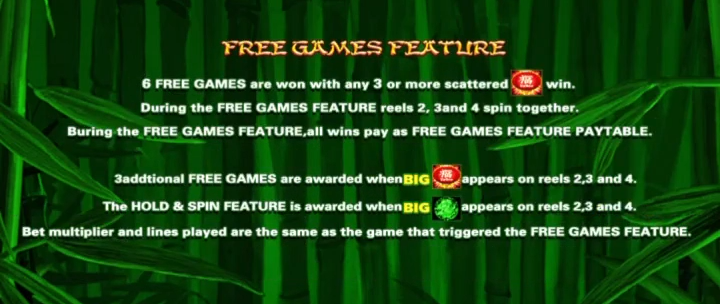 FREE GAMES FEATURE
6 FREE GAMES are won with any 3 or more scattered win.
During the FREE GAMES FEATURE reels 2, 3and 4 spin together.
Buring the FREE GAMES FEATURE,all wins pay as FREE GAMES FEATURE PAYTABLE.
3addtional FREE GAMES are awarded when BIG appears on reels 2,3 and 4.
The HOLD & SPIN FEATURE is awarded when BIG appears on reels 2,3 and 4.
Bet multiplier and lines played are the same as the game that triggered the FREE GAMES FEATURE.